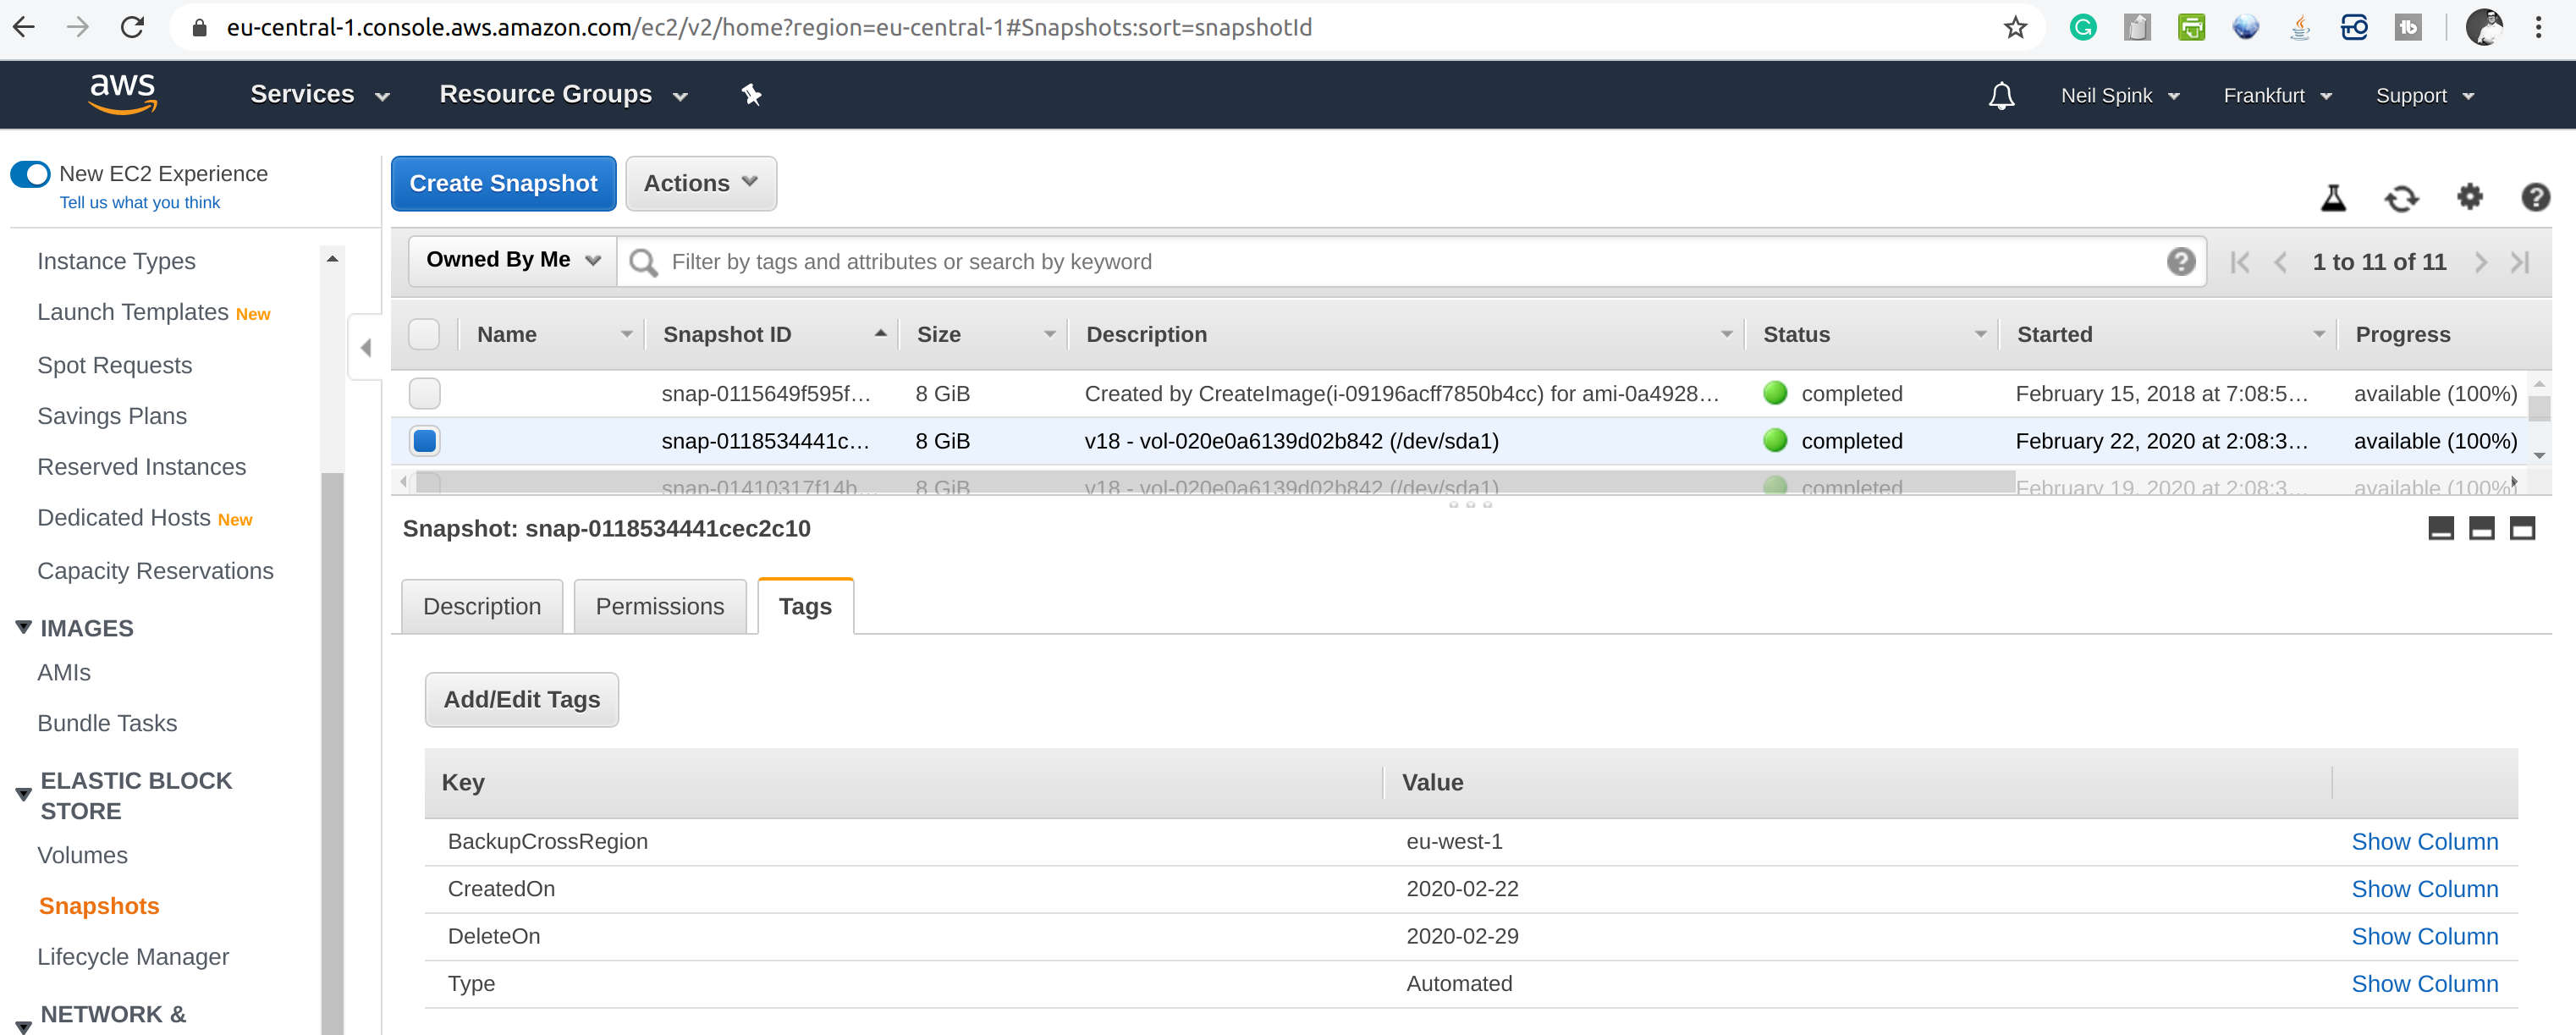 eu-central-1.console.aws.amazon.com/ec2/v2/home?region=eu-central-1#Snapshots:sort=snapshotId
aws Services Resource Groups Neil Spink Frankfurt Support
New EC2 Experience
Tell us what you think
Instance Types
Launch Templates New
Spot Requests
Savings Plans
Reserved Instances
Dedicated Hosts New
Capacity Reservations
IMAGES
AMIs
Bundle Tasks
ELASTIC BLOCK
STORE
Volumes
Snapshots
Lifecycle Manager
NETWORK &
Create Snapshot Actions
Owned By Me Filter by tags and attributes or search by keyword 1 to 11 of 11
Name Snapshot ID Size Description Status Started Progress
snap-0115649f595f... 8 GiB Created by CreateImage(i-09196acff7850b4cc) for ami-0a4928... completed February 15, 2018 at 7:08:5... available (100%)
snap-0118534441c... 8 GiB v18 - vol-020e0a6139d02b842 (/dev/sda1) completed February 22, 2020 at 2:08:3... available (100%)
snap-01410317f14b... 8 GiB v18 - vol-020e0a6139d02b842 (/dev/sda1) completed February 19, 2020 at 2:08:3... available (100%)
Snapshot: snap-0118534441cec2c10
Description Permissions Tags
Add/Edit Tags
Key Value
BackupCrossRegion eu-west-1 Show Column
CreatedOn 2020-02-22 Show Column
DeleteOn 2020-02-29 Show Column
Type Automated Show Column